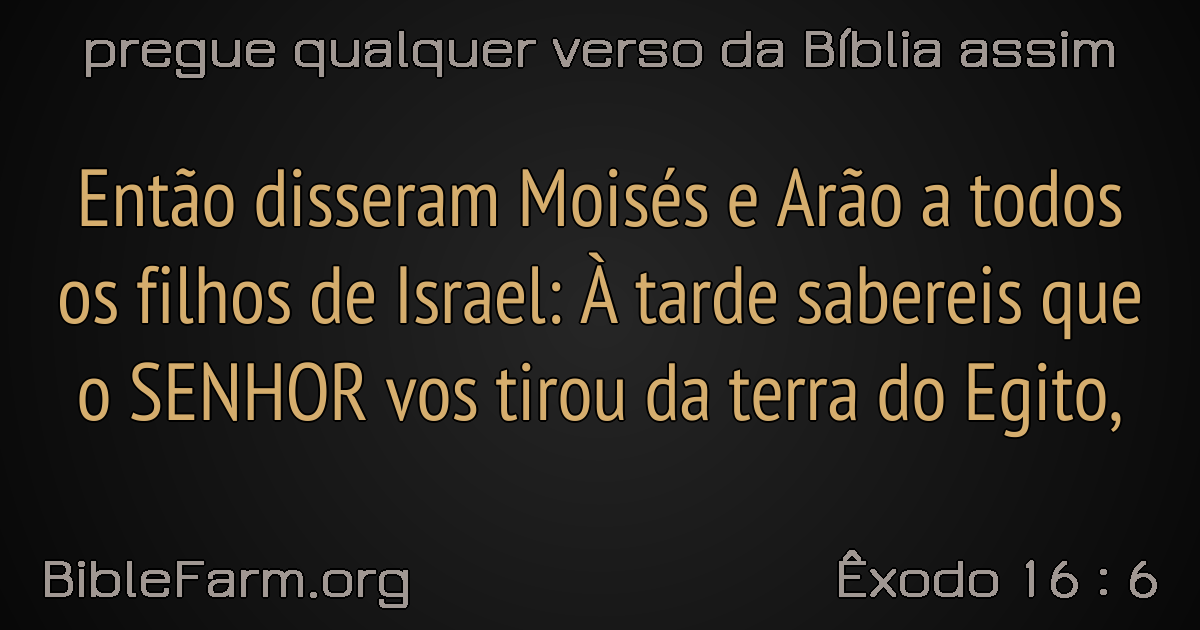 pregue qualquer verso da Bíblia assim
Então disseram Moisés e Arão a todos
os filhos de Israel: À tarde sabereis que
o SENHOR vos tirou da terra do Egito,
BibleFarm.org
Êxodo 16 : 6